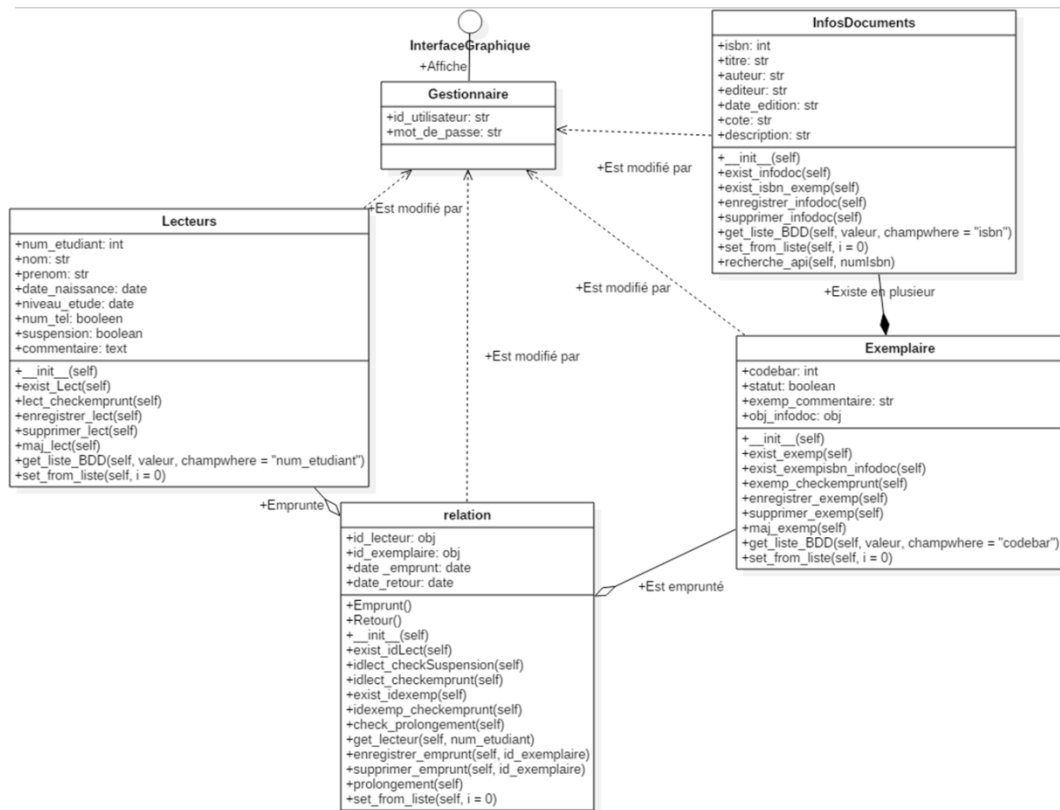 InterfaceGraphique
+Affiche
Gestionnaire
+id_utilisateur: str
+mot_de_passe: str
InfosDocuments
+isbn: int
+titre: str
+auteur: str
+editeur: str
+date_edition: str
+cote: str
+description: str
+__init__(self)
+exist_infodoc(self)
+exist_isbn_exemp(self)
+enregistrer_infodoc(self)
+supprimer_infodoc(self)
+get_liste_BDD(self, valeur, champwhere = "isbn")
+set_from_liste(self, i = 0)
+recherche_api(self, numIsbn)
+Est modifié par
+Est modifié par
+Est modifié par
+Est modifié par
+Existe en plusieur
Lecteurs
+num_etudiant: int
+nom: str
+prenom: str
+date_naissance: date
+niveau_etude: date
+num_tel: booleen
+suspension: boolean
+commentaire: text
+__init__(self)
+exist_Lect(self)
+lect_checkemprunt(self)
+enregistrer_lect(self)
+supprimer_lect(self)
+maj_lect(self)
+get_liste_BDD(self, valeur, champwhere = "num_etudiant")
+set_from_liste(self, i = 0)
Exemplaire
+codebar: int
+statut: boolean
+exemp_commentaire: str
+obj_infodoc: obj
+__init__(self)
+exist_exemp(self)
+exist_exempisbn_infodoc(self)
+exemp_checkemprunt(self)
+enregistrer_exemp(self)
+supprimer_exemp(self)
+maj_exemp(self)
+get_liste_BDD(self, valeur, champwhere = "codebar")
+set_from_liste(self, i = 0)
+Emprunte
+Est emprunté
relation
+id_lecteur: obj
+id_exemplaire: obj
+date _emprunt: date
+date_retour: date
+Emprunt()
+Retour()
+__init__(self)
+exist_idLect(self)
+idlect_checkSuspension(self)
+idlect_checkemprunt(self)
+exist_idexemp(self)
+idexemp_checkemprunt(self)
+check_prolongement(self)
+get_lecteur(self, num_etudiant)
+enregistrer_emprunt(self, id_exemplaire)
+supprimer_emprunt(self, id_exemplaire)
+prolongement(self)
+set_from_liste(self, i = 0)